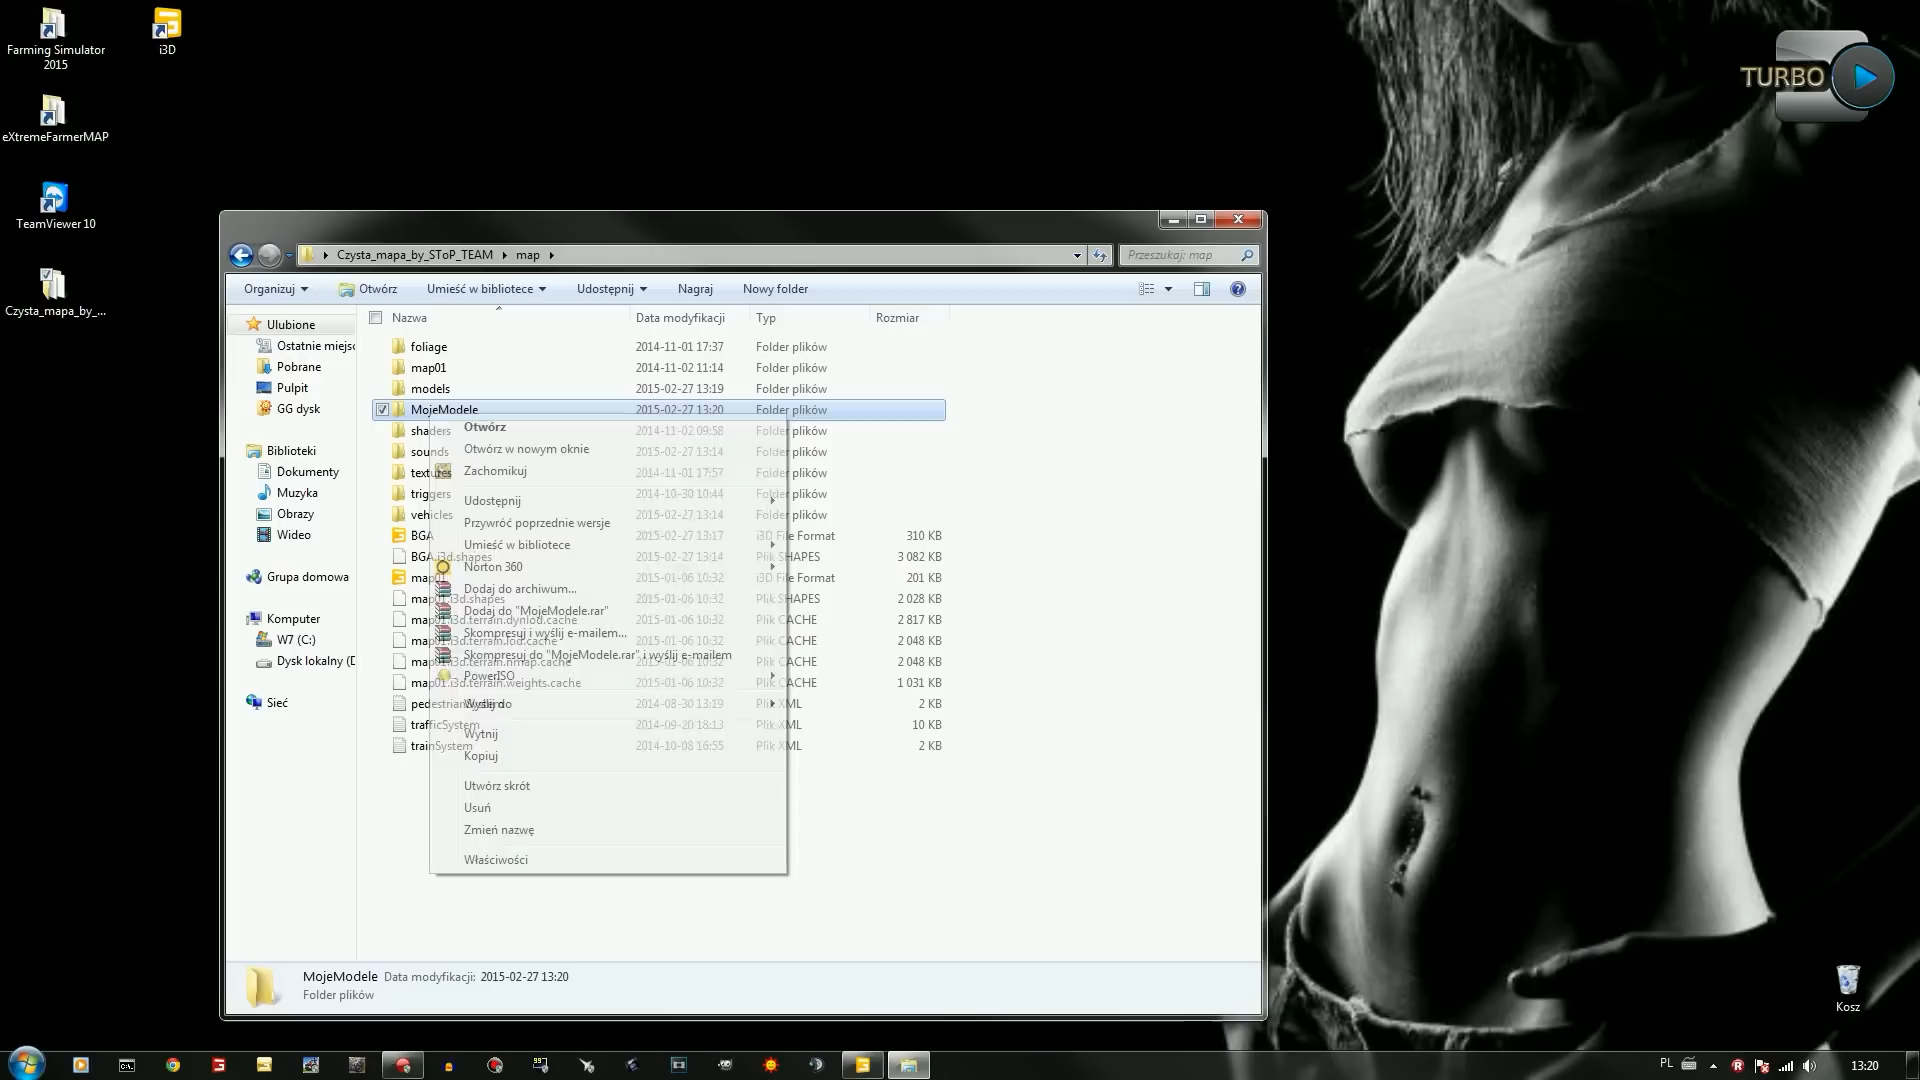 Farming Simulator
2015
i3D
eXtremeFarmerMAP
TeamViewer 10
Czysta_mapa_by_...
TURBO
Czysta_mapa_by_SToP_TEAM
map
Przeszukaj: map
Organizuj
Otwórz
Umieść w bibliotece
Udostępnij
Nagraj
Nowy folder
Ulubione
Ostatnie miejsc
Pobrane
Pulpit
GG dysk
Biblioteki
Dokumenty
Muzyka
Obrazy
Wideo
Grupa domowa
Komputer
W7 (C:)
Dysk lokalny (D
Sieć
Nazwa Data modyfikacji Typ Rozmiar
foliage 2014-11-01 17:37 Folder plików
map01 2014-11-02 11:14 Folder plików
models 2015-02-27 13:19 Folder plików
MojeModele 2015-02-27 13:20 Folder plików
shaders 2014-11-02 09:58 Folder plików
sounds 2015-02-27 13:14 Folder plików
textures 2014-11-01 17:57 Folder plików
triggers 2014-10-30 10:44 Folder plików
vehicles 2015-02-27 13:14 Folder plików
BGA 2015-02-27 13:17 i3D File Format 310 KB
BGA.i3d.shapes 2015-02-27 13:14 Plik SHAPES 3 082 KB
map01 2015-01-06 10:32 i3D File Format 201 KB
map01.i3d.shapes 2015-01-06 10:32 Plik SHAPES 2 028 KB
map01.i3d.terrain.dynlod.cache 2015-01-06 10:32 Plik CACHE 2 817 KB
map01.i3d.terrain.lod.cache 2015-01-06 10:32 Plik CACHE 2 048 KB
map01.i3d.terrain.nmap.cache 2015-01-06 10:32 Plik CACHE 2 048 KB
map01.i3d.terrain.weights.cache 2015-01-06 10:32 Plik CACHE 1 031 KB
pedestrianSystem 2014-08-30 13:19 Plik XML 2 KB
trafficSystem 2014-09-20 18:13 Plik XML 10 KB
trainSystem 2014-10-08 16:55 Plik XML 2 KB
Otwórz
Otwórz w nowym oknie
Zachomikuj
Udostępnij
Przywróć poprzednie wersje
Umieść w bibliotece
Norton 360
Dodaj do archiwum...
Dodaj do "MojeModele.rar"
Skompresuj i wyślij e-mailem...
Skompresuj do "MojeModele.rar" i wyślij e-mailem
PowerISO
Wyślij do
Wytnij
Kopiuj
Utwórz skrót
Usuń
Zmień nazwę
Właściwości
MojeModele Data modyfikacji: 2015-02-27 13:20
Folder plików
Kosz
PL
13:20